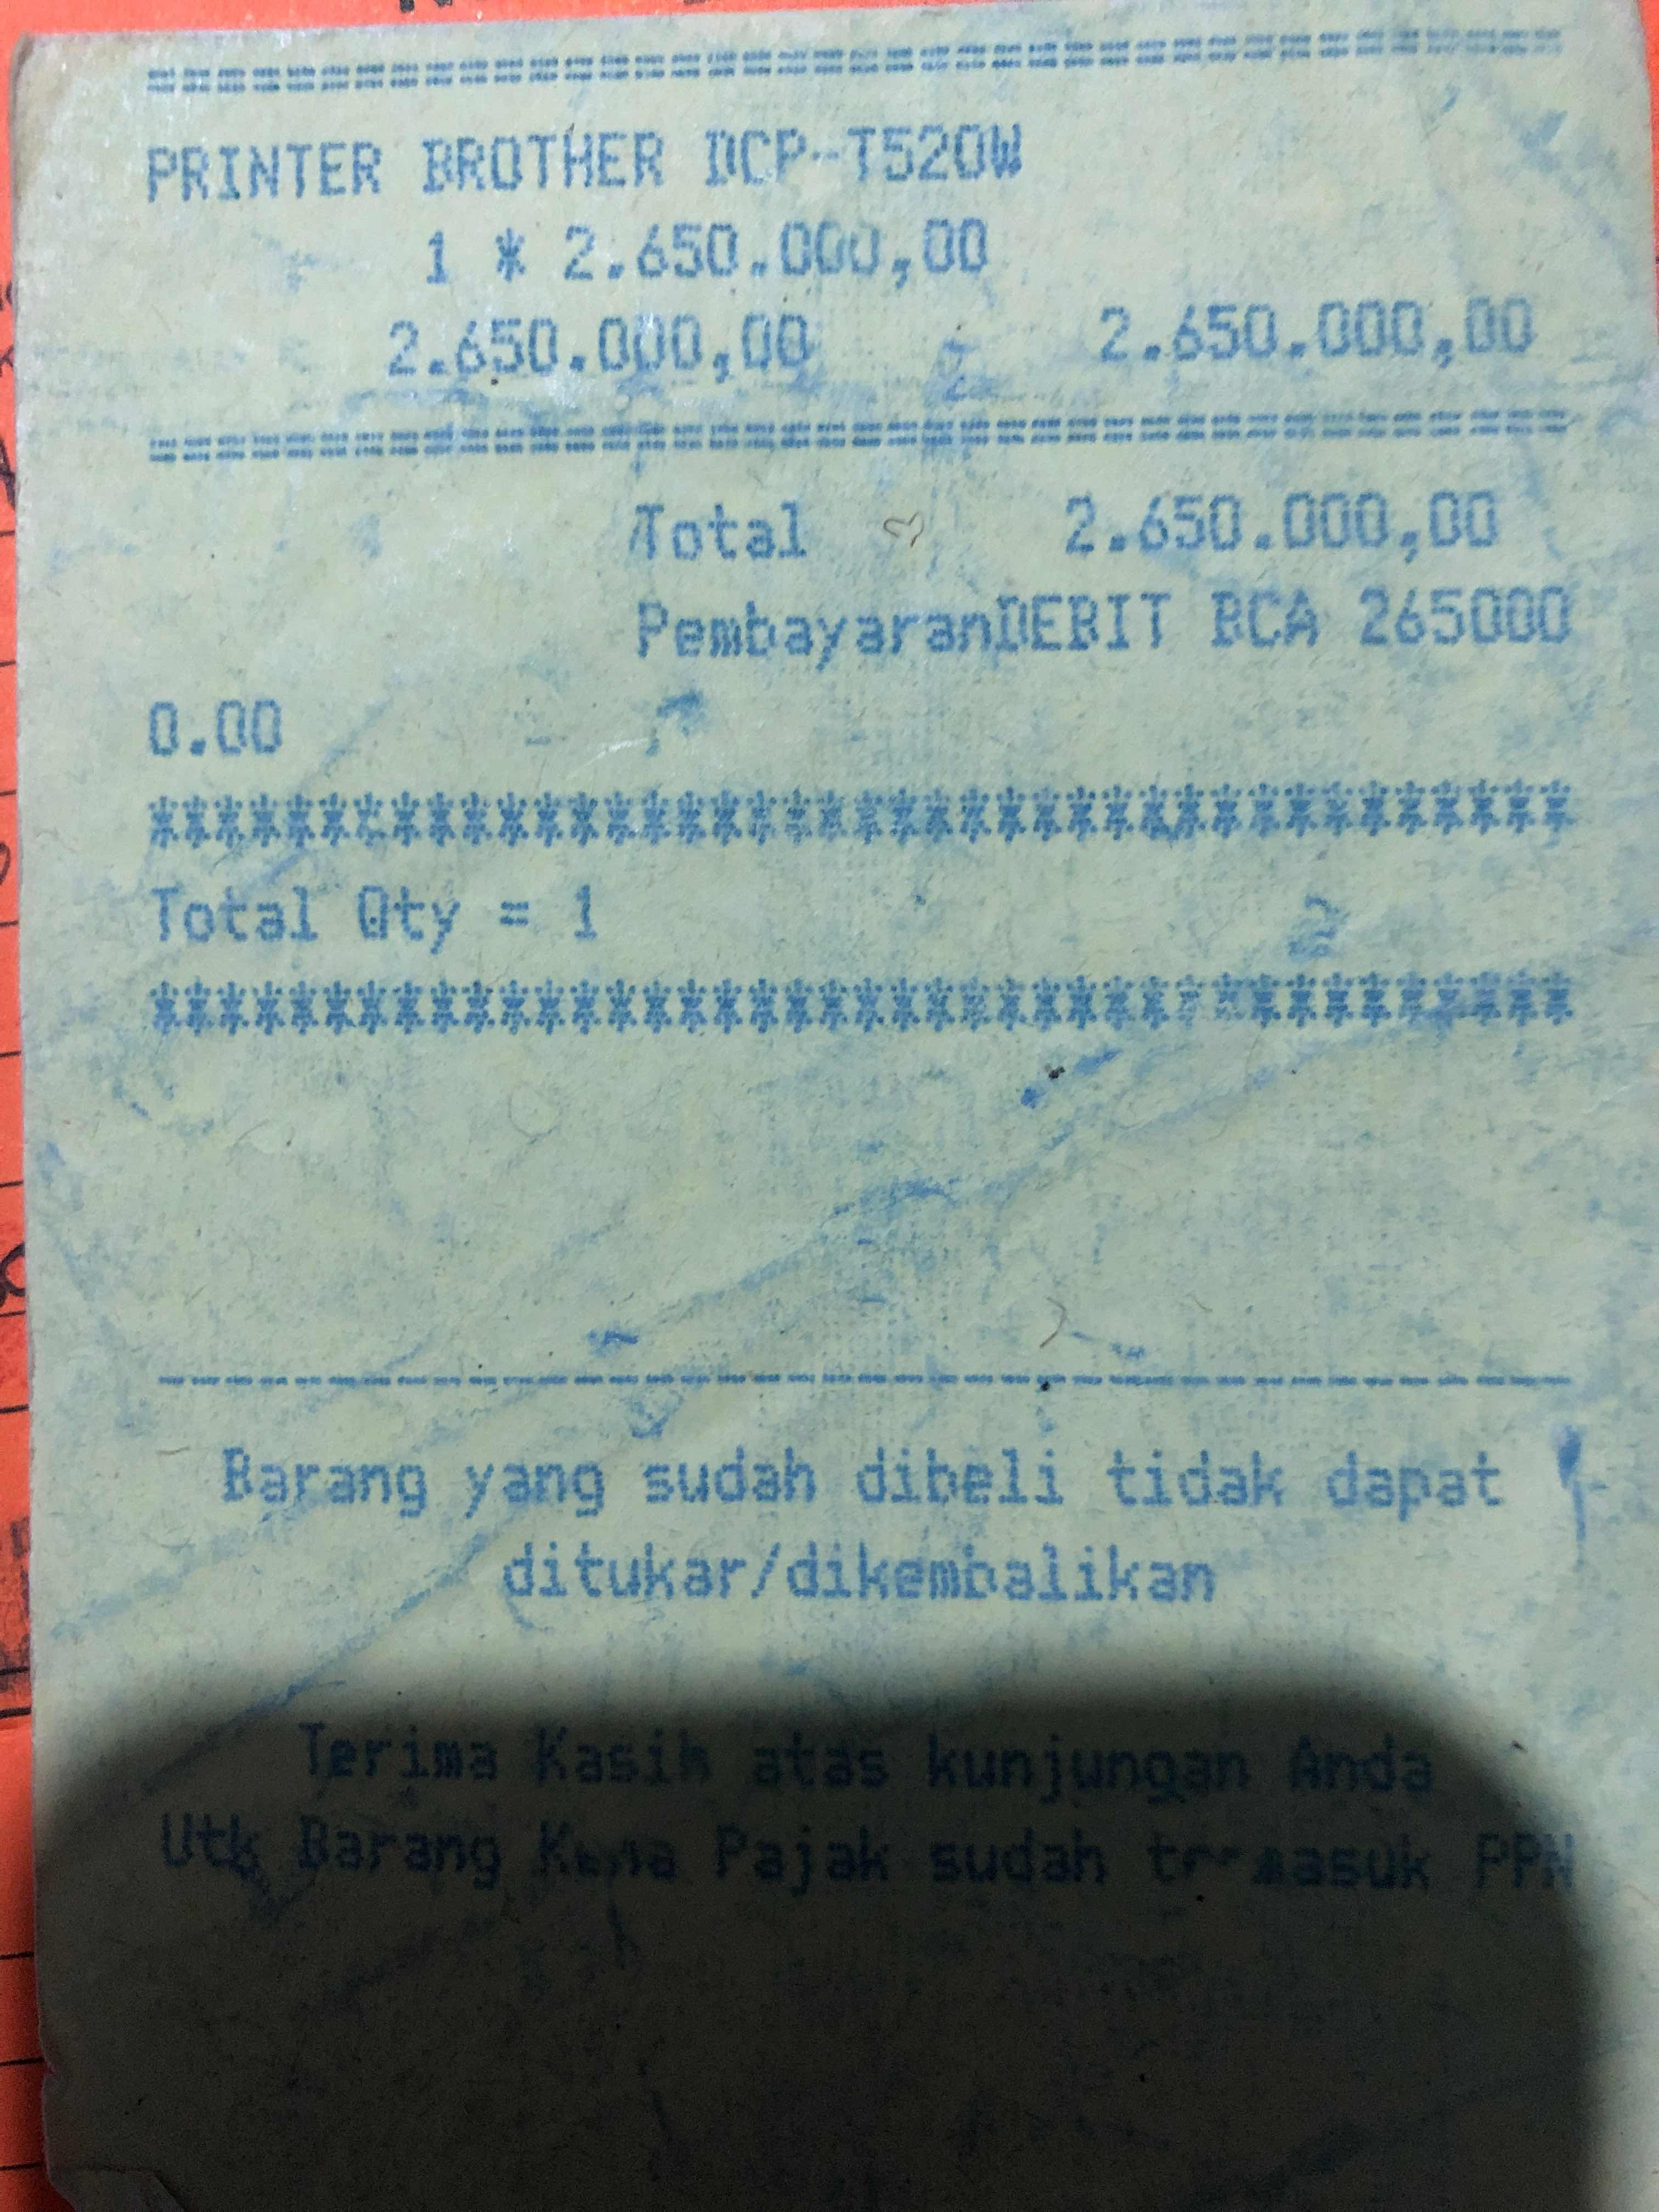 ================================================
PRINTER BROTHER DCP-T520W
1 * 2.650.000,00
2.650.000,00 2.650.000,00
================================================
Total 2.650.000,00
PembayaranDEBIT BCA 265000
0.00
****************************************
Total Qty = 1
****************************************
----------------------------------------
Barang yang sudah dibeli tidak dapat
ditukar/dikembalikan
Terima Kasih atas kunjungan Anda
Utk Barang Kena Pajak sudah termasuk PPN